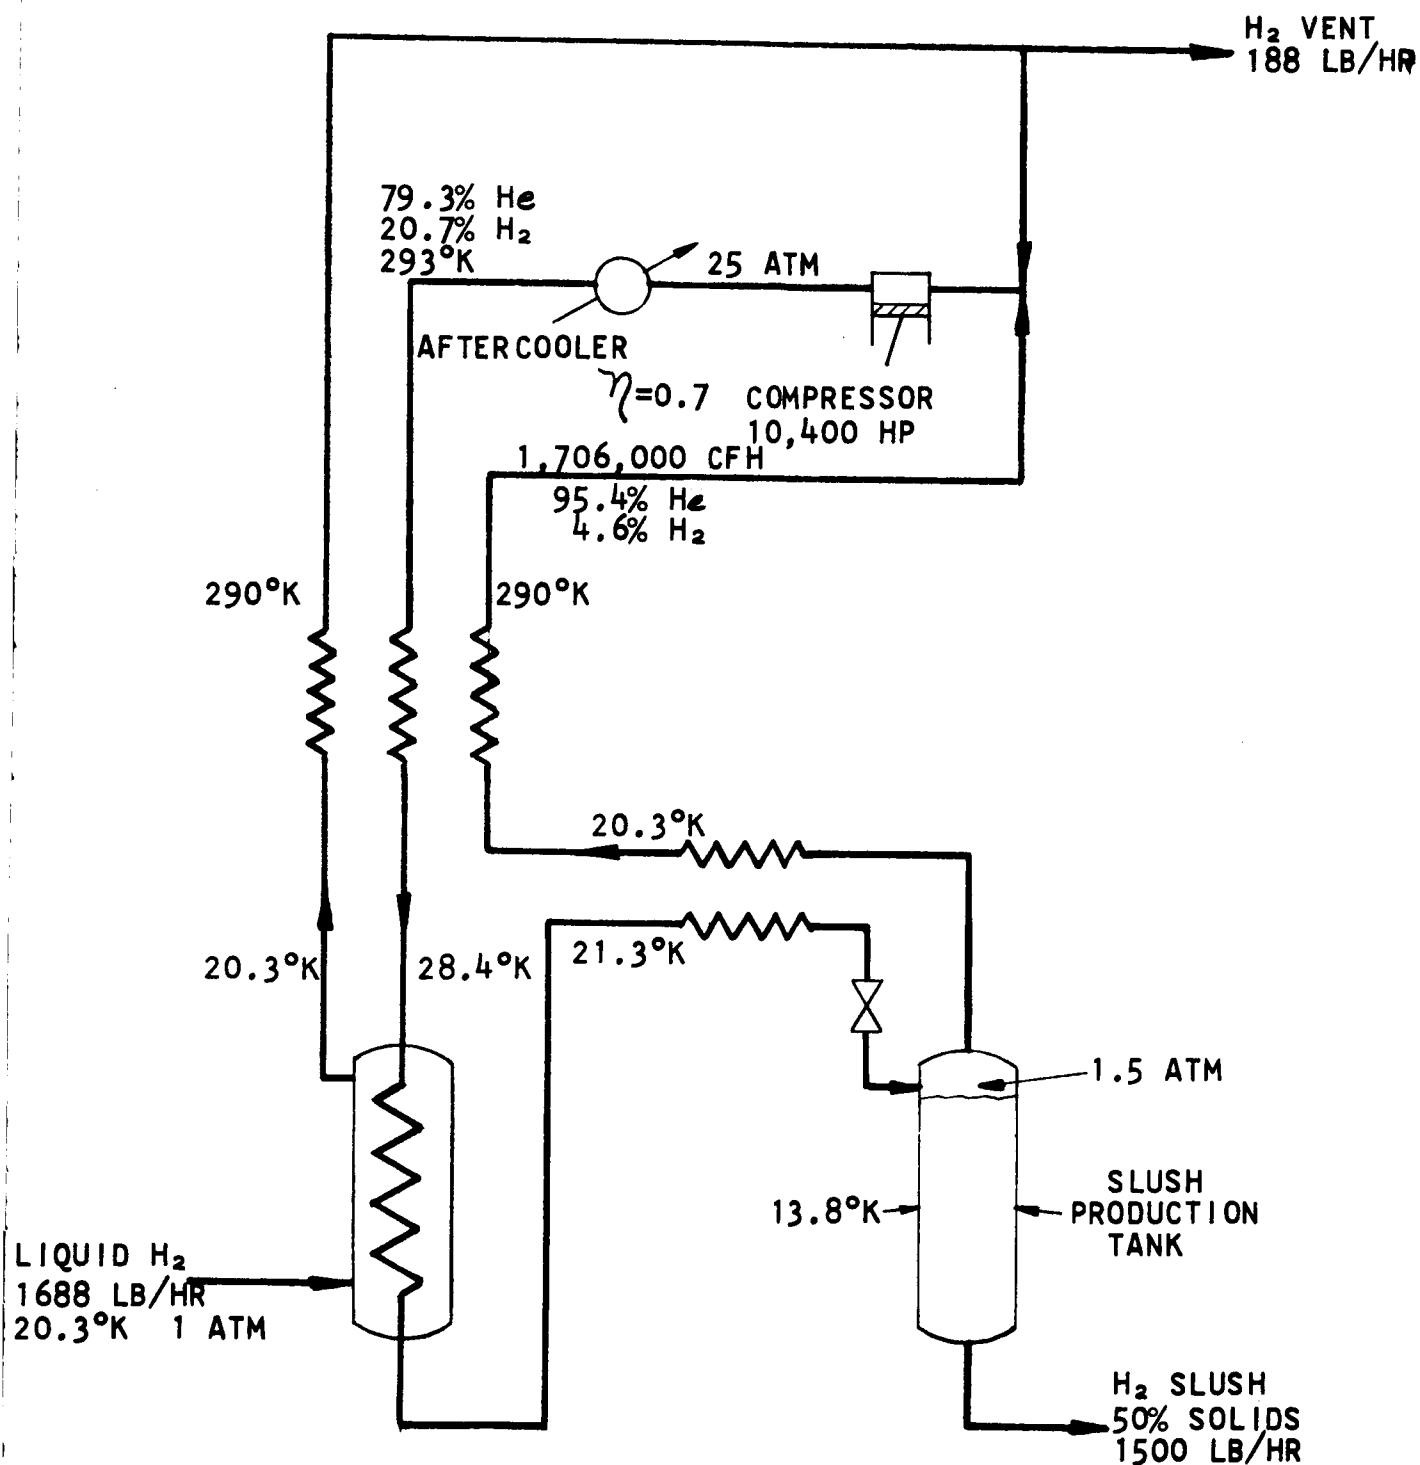 H₂ VENT
188 LB/HR
79.3% He
20.7% H₂
293°K
25 ATM
AFTERCOOLER
η=0.7
COMPRESSOR
10,400 HP
1,706,000 CFH
95.4% He
4.6% H₂
290°K
290°K
20.3°K
20.3°K
28.4°K
21.3°K
1.5 ATM
13.8°K
SLUSH
PRODUCTION
TANK
LIQUID H₂
1688 LB/HR
20.3°K 1 ATM
H₂ SLUSH
50% SOLIDS
1500 LB/HR